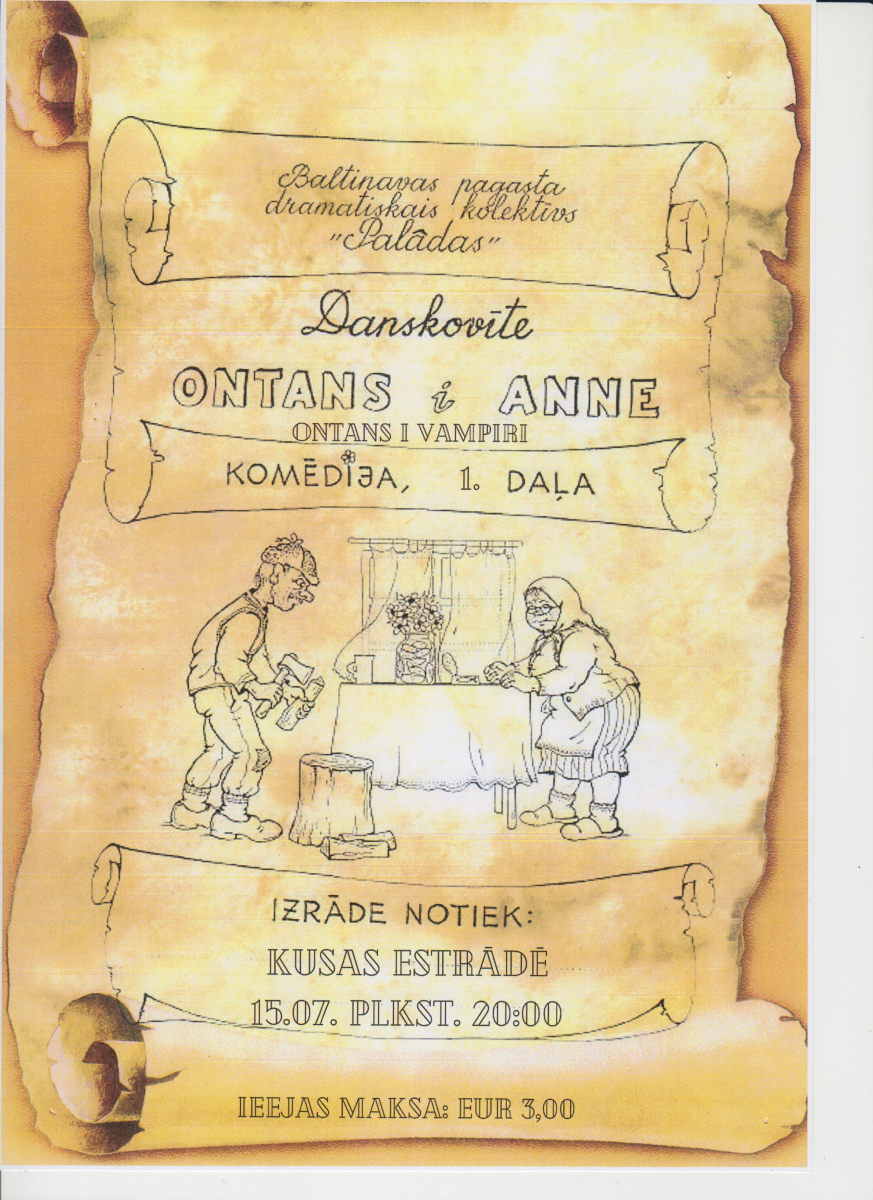 Baltinavas pagasta
dramatiskais kolektīvs
"Palādas"
Danskovīte
ONTANS i ANNE
ONTANS I VAMPIRI
KOMĒDIJA, 1. DAĻA
IZRĀDE NOTIEK:
KUSAS ESTRĀDĒ
15.07. PLKST. 20:00
IEEJAS MAKSA: EUR 3,00